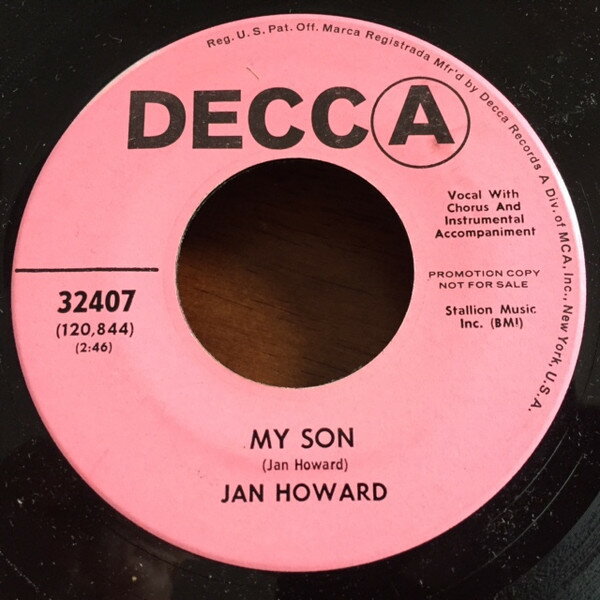 Reg. U.S. Pat. Off. Marca Registrada Mfr'd by Decca Records A Div. of MCA, Inc., New York, U.S.A.
DECCA
Vocal With
Chorus And
Instrumental
Accompaniment
PROMOTION COPY
NOT FOR SALE
Stallion Music
Inc. (BMI)
32407
(120,844)
(2:46)
MY SON
(Jan Howard)
JAN HOWARD